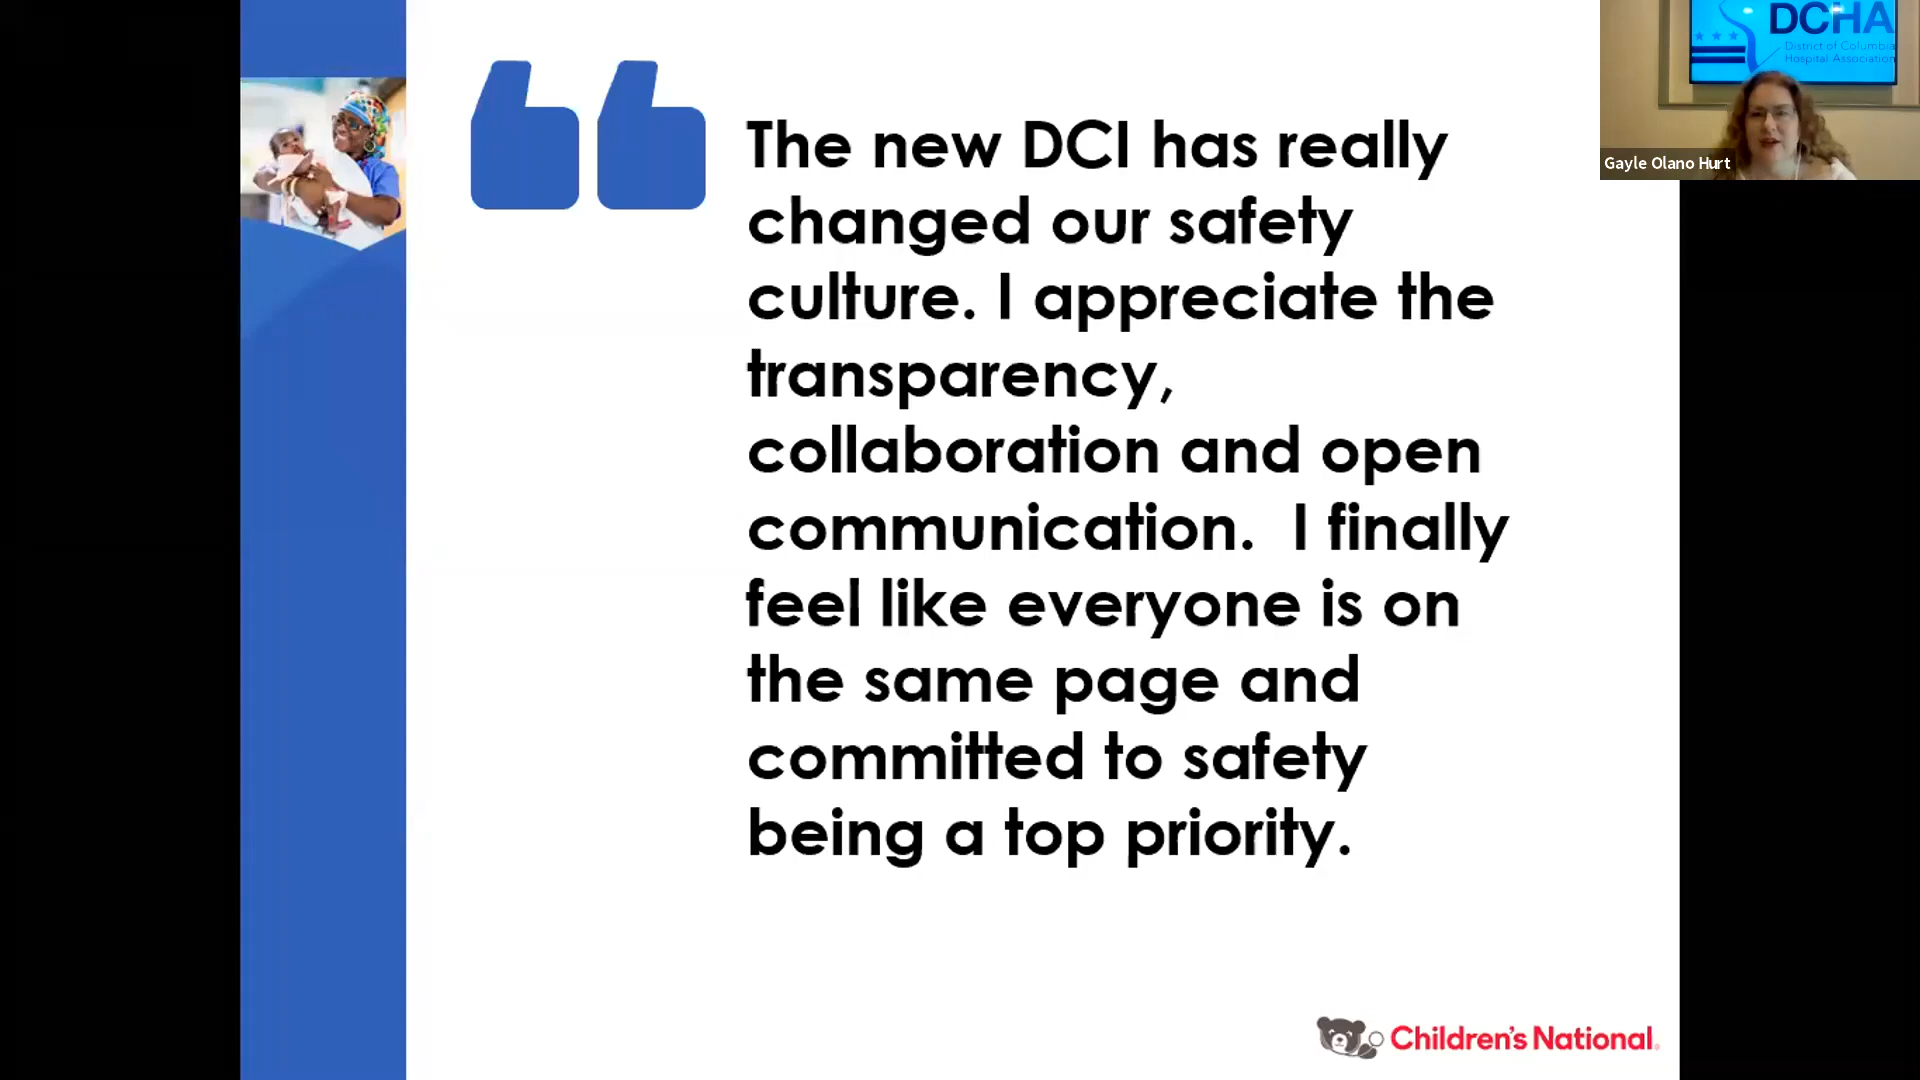 DCHA
District of Columbia
Hospital Association
Gayle Olano Hurt
The new DCI has really
changed our safety
culture. I appreciate the
transparency,
collaboration and open
communication.  I finally
feel like everyone is on
the same page and
committed to safety
being a top priority.
Children's National